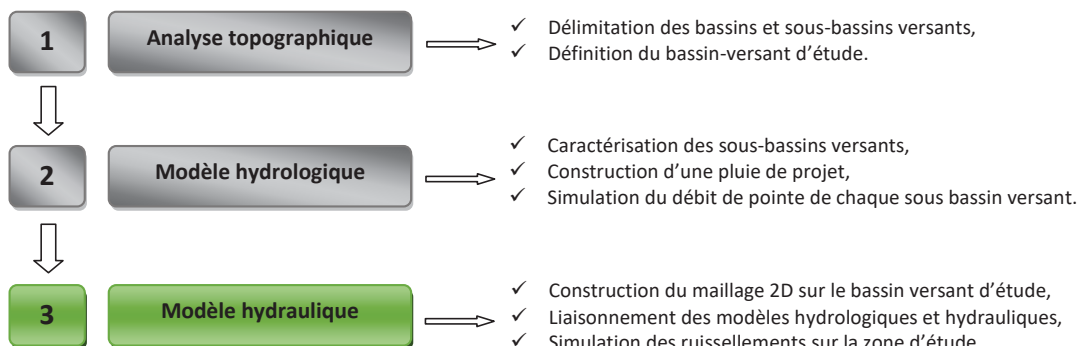 1
Analyse topographique
✓ Délimitation des bassins et sous-bassins versants,
✓ Définition du bassin-versant d’étude.
2
Modèle hydrologique
✓ Caractérisation des sous-bassins versants,
✓ Construction d’une pluie de projet,
✓ Simulation du débit de pointe de chaque sous bassin versant.
3
Modèle hydraulique
✓ Construction du maillage 2D sur le bassin versant d’étude,
✓ Liaisonnement des modèles hydrologiques et hydrauliques,
✓ Simulation des ruissellements sur la zone d’étude